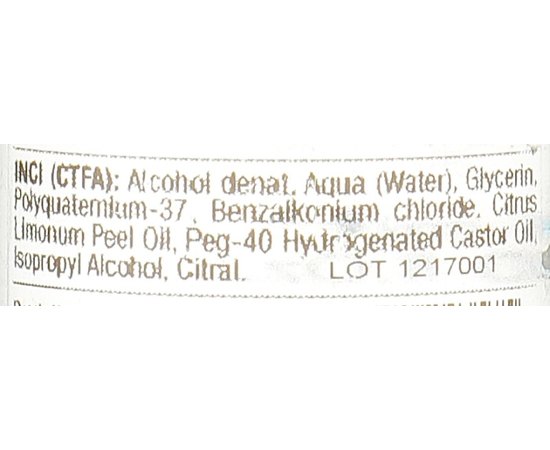 INCI (CTFA): Alcohol denat. Aqua (Water), Glycerin,
Polyquaternium-37, Benzalkonium chloride, Citrus
Limonum Peel Oil, Peg-40 Hydrogenated Castor Oil,
Isopropyl Alcohol, Citral. LOT 1217001